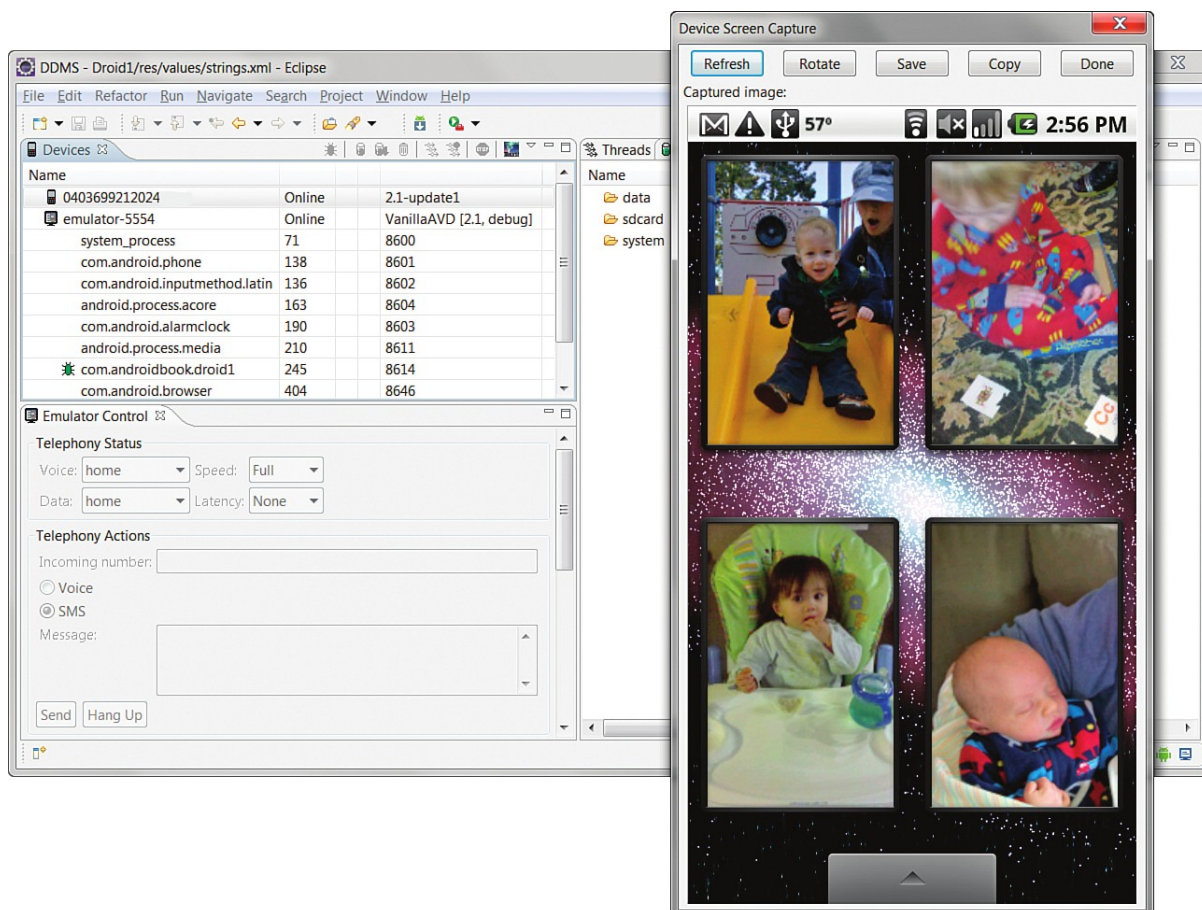 DDMS - Droid1/res/values/strings.xml - Eclipse
File Edit Refactor Run Navigate Search Project Window Help
Devices
Name
0403699212024 Online 2.1-update1
emulator-5554 Online VanillaAVD [2.1, debug]
system_process 71 8600
com.android.phone 138 8601
com.android.inputmethod.latin 136 8602
android.process.acore 163 8604
com.android.alarmclock 190 8603
android.process.media 210 8611
com.androidbook.droid1 245 8614
com.android.browser 404 8646
Emulator Control
Telephony Status
Voice: home Speed: Full
Data: home Latency: None
Telephony Actions
Incoming number:
Voice
SMS
Message:
Send Hang Up
Threads
Name
data
sdcard
system
Device Screen Capture
Refresh Rotate Save Copy Done
Captured image:
57° 2:56 PM
Cc